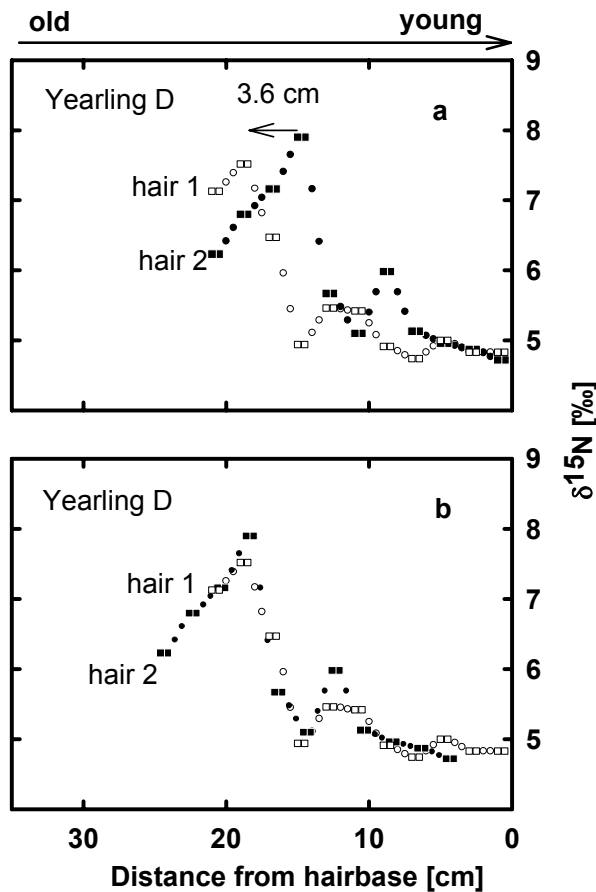 old young
9
Yearling D 3.6 cm a
8
hair 1
7
hair 2
6
5
δ15N [‰]
9
Yearling D b
8
hair 1
7
hair 2
6
5
30 20 10 0
Distance from hairbase [cm]